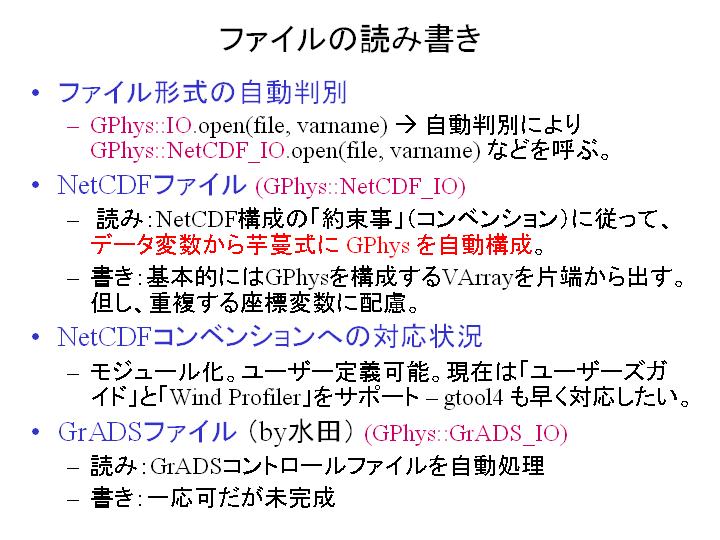 ファイルの読み書き
• ファイル形式の自動判別
– GPhys::IO.open(file, varname) → 自動判別により
GPhys::NetCDF_IO.open(file, varname) などを呼ぶ。
• NetCDFファイル (GPhys::NetCDF_IO)
– 読み：NetCDF構成の「約束事」（コンベンション）に従って、
データ変数から芋蔓式に GPhys を自動構成。
– 書き：基本的にはGPhysを構成するVArrayを片端から出す。
但し、重複する座標変数に配慮。
• NetCDFコンベンションへの対応状況
– モジュール化。ユーザー定義可能。現在は「ユーザーズガ
イド」と「Wind Profiler」をサポート – gtool4 も早く対応したい。
• GrADSファイル （by水田） (GPhys::GrADS_IO)
– 読み：GrADSコントロールファイルを自動処理
– 書き：一応可だが未完成